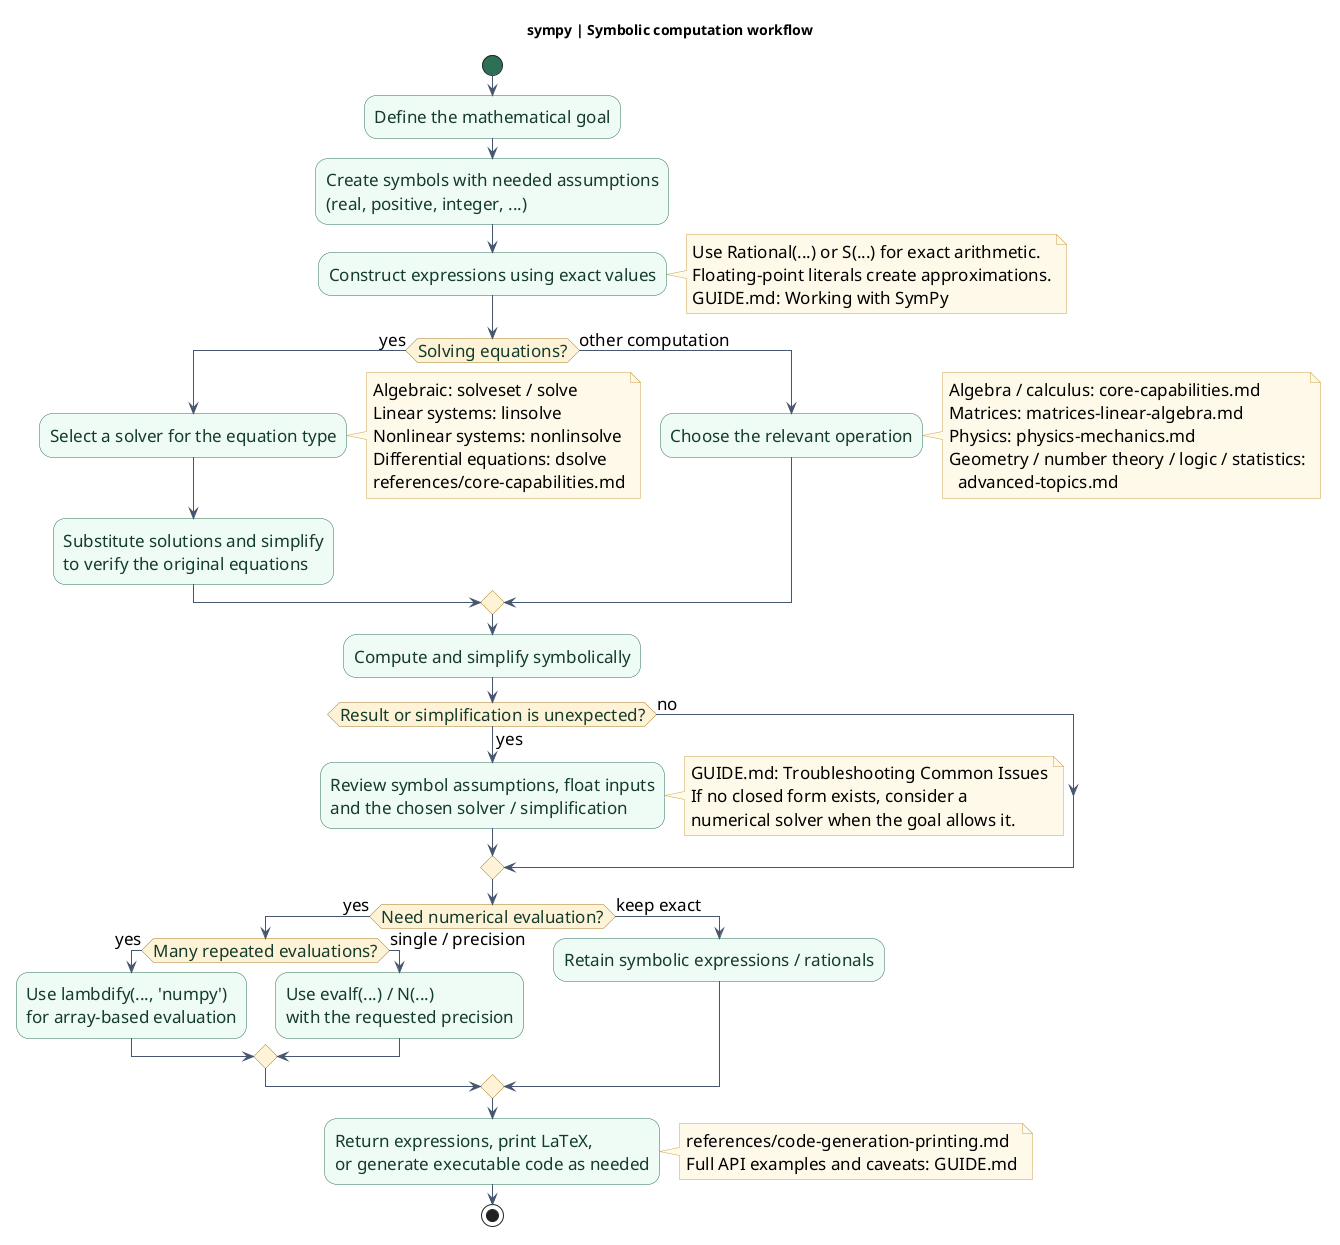 sympy | Symbolic computation workflow
Define the mathematical goal
Create symbols with needed assumptions
(real, positive, integer, ...)
Construct expressions using exact values
Use Rational(...) or S(...) for exact arithmetic.
Floating-point literals create approximations.
GUIDE.md: Working with SymPy
Solving equations?
yes
other computation
Select a solver for the equation type
Algebraic: solveset / solve
Linear systems: linsolve
Nonlinear systems: nonlinsolve
Differential equations: dsolve
references/core-capabilities.md
Substitute solutions and simplify
to verify the original equations
Choose the relevant operation
Algebra / calculus: core-capabilities.md
Matrices: matrices-linear-algebra.md
Physics: physics-mechanics.md
Geometry / number theory / logic / statistics:
advanced-topics.md
Compute and simplify symbolically
Result or simplification is unexpected?
no
yes
Review symbol assumptions, float inputs
and the chosen solver / simplification
GUIDE.md: Troubleshooting Common Issues
If no closed form exists, consider a
numerical solver when the goal allows it.
Need numerical evaluation?
yes
keep exact
Many repeated evaluations?
yes
single / precision
Use lambdify(..., 'numpy')
for array-based evaluation
Use evalf(...) / N(...)
with the requested precision
Retain symbolic expressions / rationals
Return expressions, print LaTeX,
or generate executable code as needed
references/code-generation-printing.md
Full API examples and caveats: GUIDE.md